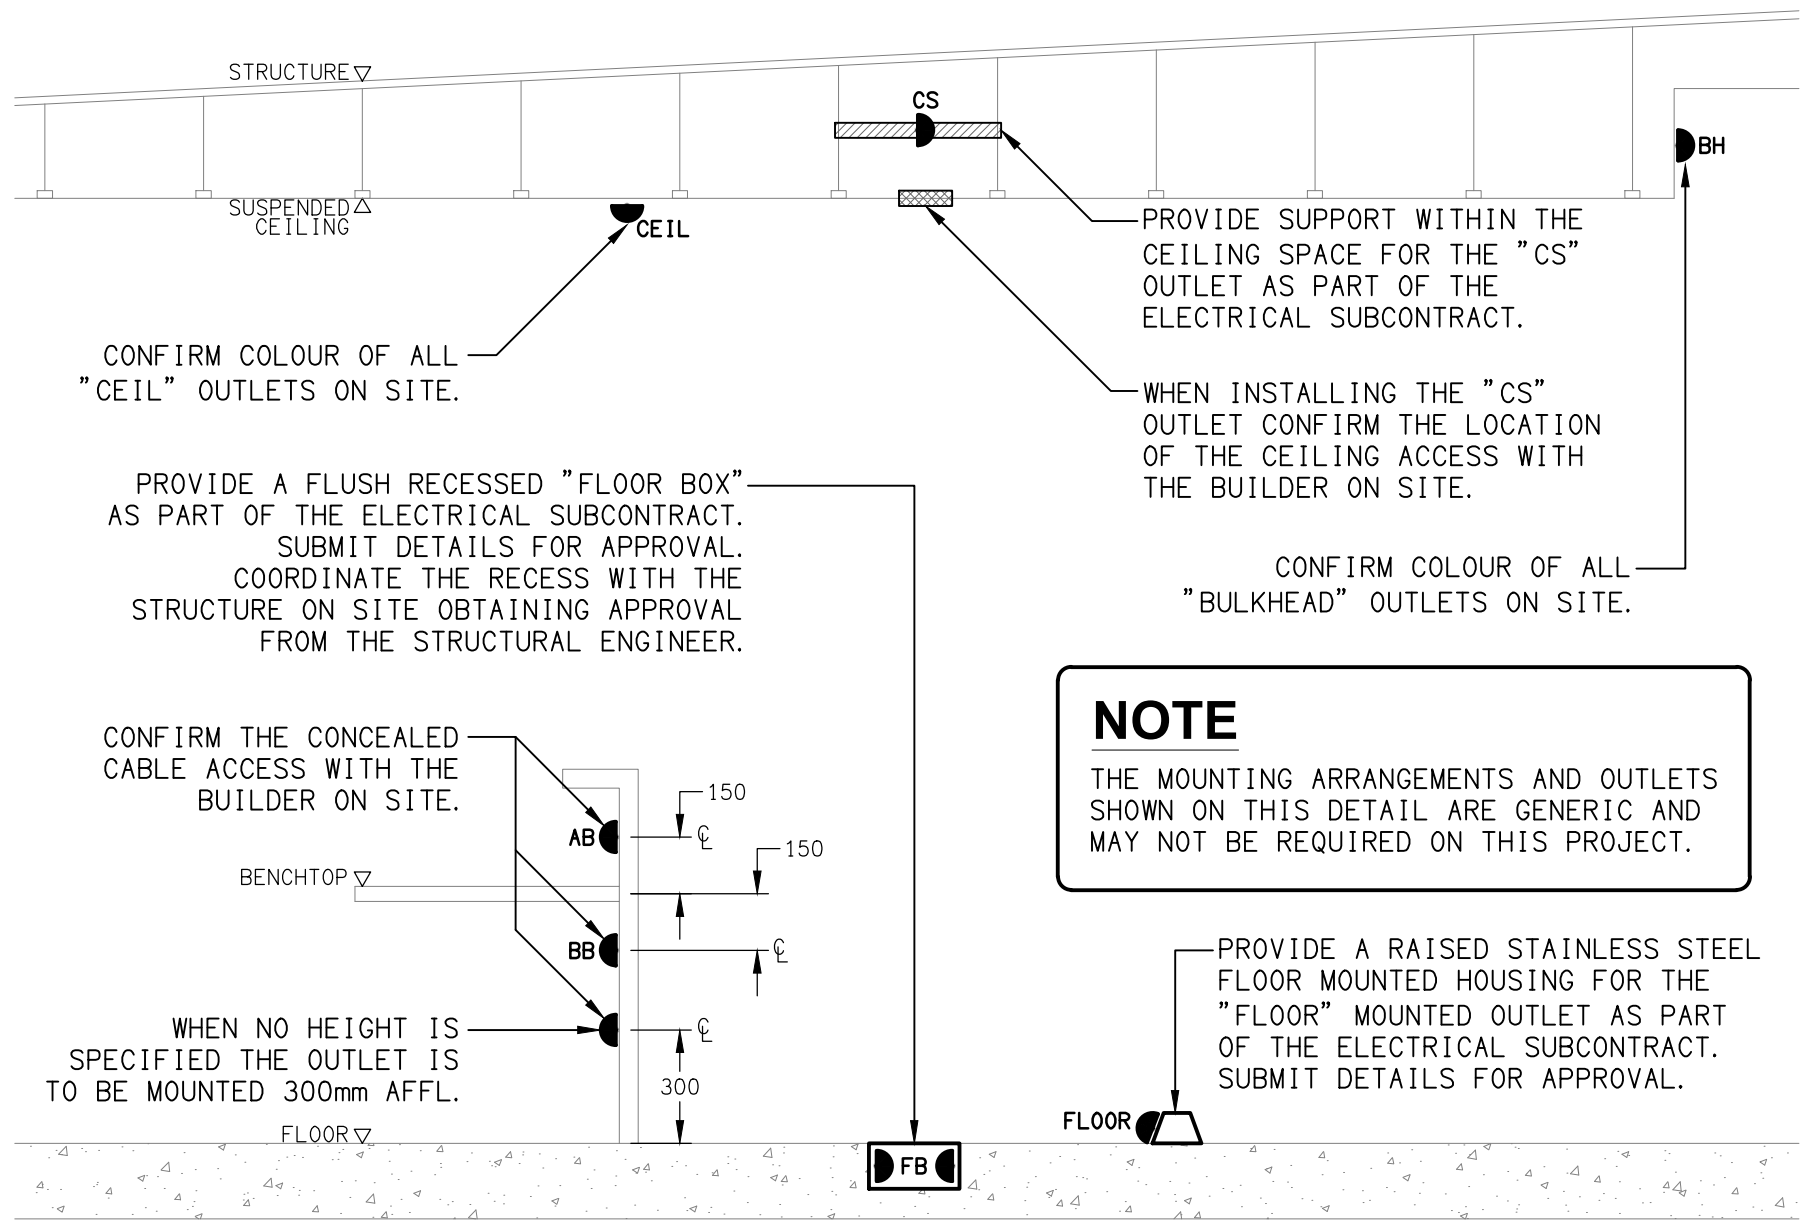 STRUCTURE
CS
BH
SUSPENDED
CEILING
CEIL
PROVIDE SUPPORT WITHIN THE
CEILING SPACE FOR THE "CS"
OUTLET AS PART OF THE
ELECTRICAL SUBCONTRACT.
CONFIRM COLOUR OF ALL
"CEIL" OUTLETS ON SITE.
WHEN INSTALLING THE "CS"
OUTLET CONFIRM THE LOCATION
OF THE CEILING ACCESS WITH
THE BUILDER ON SITE.
PROVIDE A FLUSH RECESSED "FLOOR BOX"
AS PART OF THE ELECTRICAL SUBCONTRACT.
SUBMIT DETAILS FOR APPROVAL.
COORDINATE THE RECESS WITH THE
STRUCTURE ON SITE OBTAINING APPROVAL
FROM THE STRUCTURAL ENGINEER.
CONFIRM COLOUR OF ALL
"BULKHEAD" OUTLETS ON SITE.
NOTE
THE MOUNTING ARRANGEMENTS AND OUTLETS
SHOWN ON THIS DETAIL ARE GENERIC AND
MAY NOT BE REQUIRED ON THIS PROJECT.
CONFIRM THE CONCEALED
CABLE ACCESS WITH THE
BUILDER ON SITE.
150
AB
℄
150
BENCHTOP
BB
℄
WHEN NO HEIGHT IS
SPECIFIED THE OUTLET IS
TO BE MOUNTED 300mm AFFL.
℄
300
PROVIDE A RAISED STAINLESS STEEL
FLOOR MOUNTED HOUSING FOR THE
"FLOOR" MOUNTED OUTLET AS PART
OF THE ELECTRICAL SUBCONTRACT.
SUBMIT DETAILS FOR APPROVAL.
FLOOR
FLOOR
FB